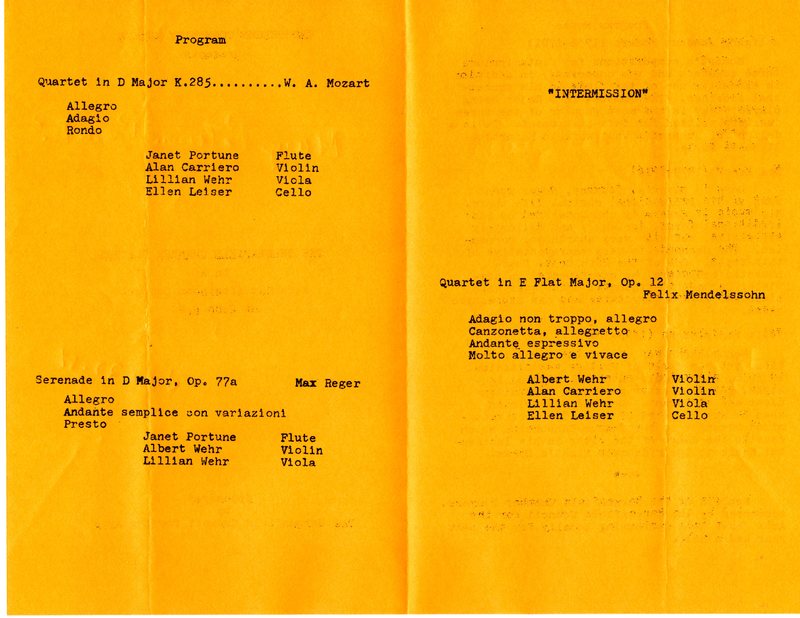 Program
Quartet in D Major K.285..........W. A. Mozart
Allegro
Adagio
Rondo
Janet Portune Flute
Alan Carriero Violin
Lillian Wehr Viola
Ellen Leiser Cello
Serenade in D Major, Op. 77a Max Reger
Allegro
Andante semplice con variazioni
Presto
Janet Portune Flute
Albert Wehr Violin
Lillian Wehr Viola
"INTERMISSION"
Quartet in E Flat Major, Op. 12
Felix Mendelssohn
Adagio non troppo, allegro
Canzonetta, allegretto
Andante espressivo
Molto allegro e vivace
Albert Wehr Violin
Alan Carriero Violin
Lillian Wehr Viola
Ellen Leiser Cello